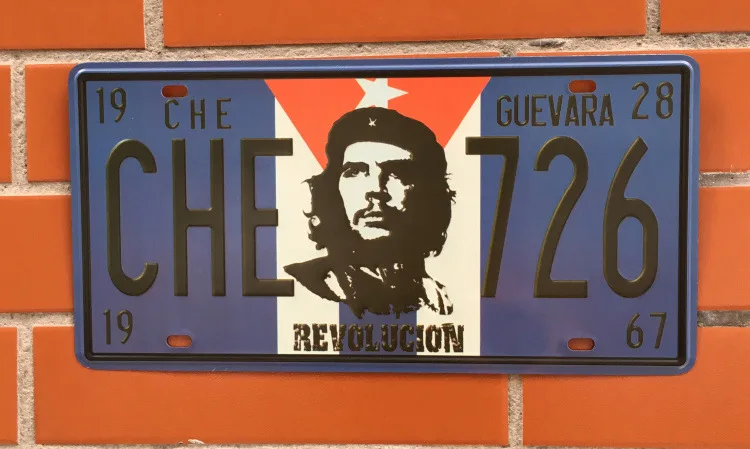 19 CHE GUEVARA 28
CHE 726
REVOLUCION
19 67